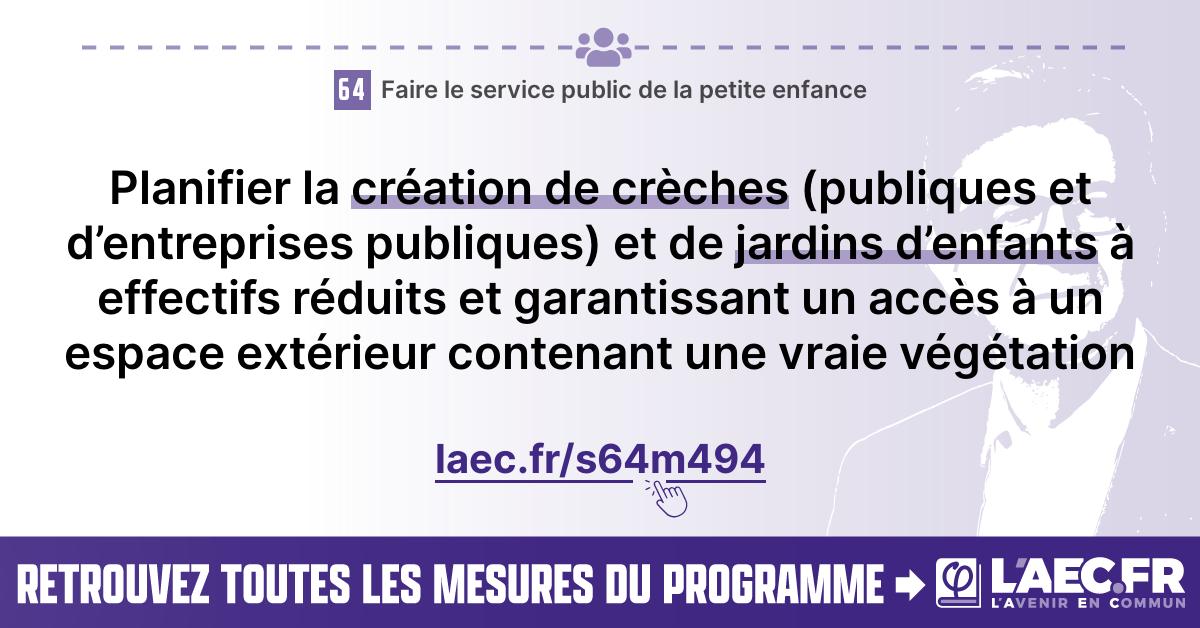 64 Faire le service public de la petite enfance
Planifier la création de crèches (publiques et
d’entreprises publiques) et de jardins d’enfants à
effectifs réduits et garantissant un accès à un
espace extérieur contenant une vraie végétation
laec.fr/s64m494
RETROUVEZ TOUTES LES MESURES DU PROGRAMME
φ L'AEC.FR
L'AVENIR EN COMMUN